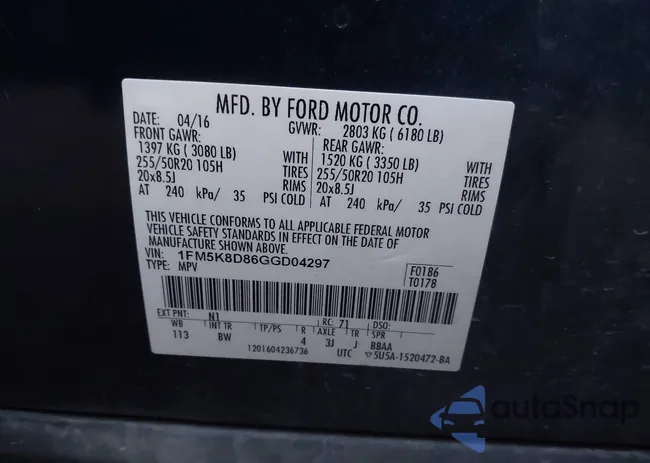 MFD. BY FORD MOTOR CO.
DATE: 04/16 GVWR: 2803 KG ( 6180 LB)
FRONT GAWR: REAR GAWR:
1397 KG ( 3080 LB) WITH 1520 KG ( 3350 LB) WITH
255/50R20 105H TIRES 255/50R20 105H TIRES
20x8.5J RIMS 20x8.5J RIMS
AT 240 kPa/ 35 PSI COLD AT 240 kPa/ 35 PSI COLD
THIS VEHICLE CONFORMS TO ALL APPLICABLE FEDERAL MOTOR
VEHICLE SAFETY STANDARDS IN EFFECT ON THE DATE OF
MANUFACTURE SHOWN ABOVE.
VIN: 1FM5K8D86GGD04297 F0186
TYPE: MPV T0178
EXT PNT: N1 RC: 71 DSO:
WB INT TR TP/PS R AXLE TR SPR
113 BW 4 3J J BBAA
1201604236736 UTC ▽5U5A-1520472-BA
autoSnap